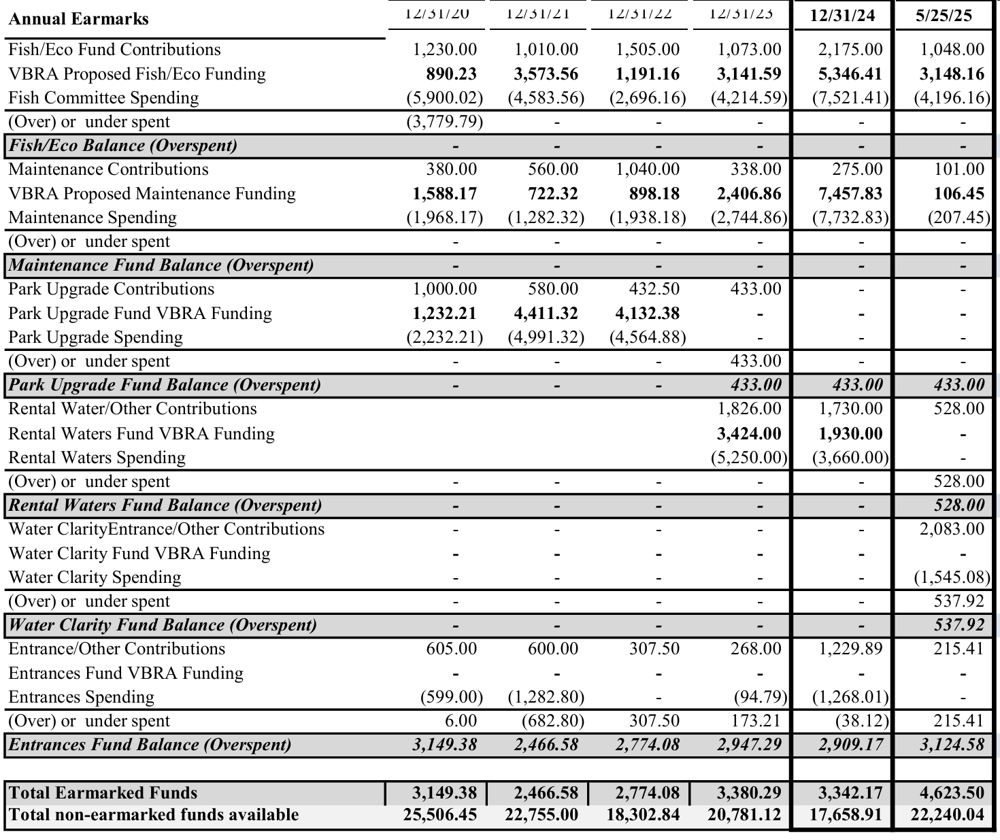 Annual Earmarks 12/31/20 12/31/21 12/31/22 12/31/23 12/31/24 5/25/25
Fish/Eco Fund Contributions 1,230.00 1,010.00 1,505.00 1,073.00 2,175.00 1,048.00
VBRA Proposed Fish/Eco Funding 890.23 3,573.56 1,191.16 3,141.59 5,346.41 3,148.16
Fish Committee Spending (5,900.02) (4,583.56) (2,696.16) (4,214.59) (7,521.41) (4,196.16)
(Over) or under spent (3,779.79) - - - - -
Fish/Eco Balance (Overspent) - - - - - -
Maintenance Contributions 380.00 560.00 1,040.00 338.00 275.00 101.00
VBRA Proposed Maintenance Funding 1,588.17 722.32 898.18 2,406.86 7,457.83 106.45
Maintenance Spending (1,968.17) (1,282.32) (1,938.18) (2,744.86) (7,732.83) (207.45)
(Over) or under spent - - - - - -
Maintenance Fund Balance (Overspent) - - - - - -
Park Upgrade Contributions 1,000.00 580.00 432.50 433.00 - -
Park Upgrade Fund VBRA Funding 1,232.21 4,411.32 4,132.38 - - -
Park Upgrade Spending (2,232.21) (4,991.32) (4,564.88) - - -
(Over) or under spent - - - 433.00 - -
Park Upgrade Fund Balance (Overspent) - - - 433.00 433.00 433.00
Rental Water/Other Contributions 1,826.00 1,730.00 528.00
Rental Waters Fund VBRA Funding 3,424.00 1,930.00 -
Rental Waters Spending (5,250.00) (3,660.00) -
(Over) or under spent - - - - - 528.00
Rental Waters Fund Balance (Overspent) - - - - - 528.00
Water ClarityEntrance/Other Contributions - - - - - 2,083.00
Water Clarity Fund VBRA Funding - - - - - -
Water Clarity Spending - - - - - (1,545.08)
(Over) or under spent - - - - - 537.92
Water Clarity Fund Balance (Overspent) - - - - - 537.92
Entrance/Other Contributions 605.00 600.00 307.50 268.00 1,229.89 215.41
Entrances Fund VBRA Funding - - - - - -
Entrances Spending (599.00) (1,282.80) - (94.79) (1,268.01) -
(Over) or under spent 6.00 (682.80) 307.50 173.21 (38.12) 215.41
Entrances Fund Balance (Overspent) 3,149.38 2,466.58 2,774.08 2,947.29 2,909.17 3,124.58
Total Earmarked Funds 3,149.38 2,466.58 2,774.08 3,380.29 3,342.17 4,623.50
Total non-earmarked funds available 25,506.45 22,755.00 18,302.84 20,781.12 17,658.91 22,240.04